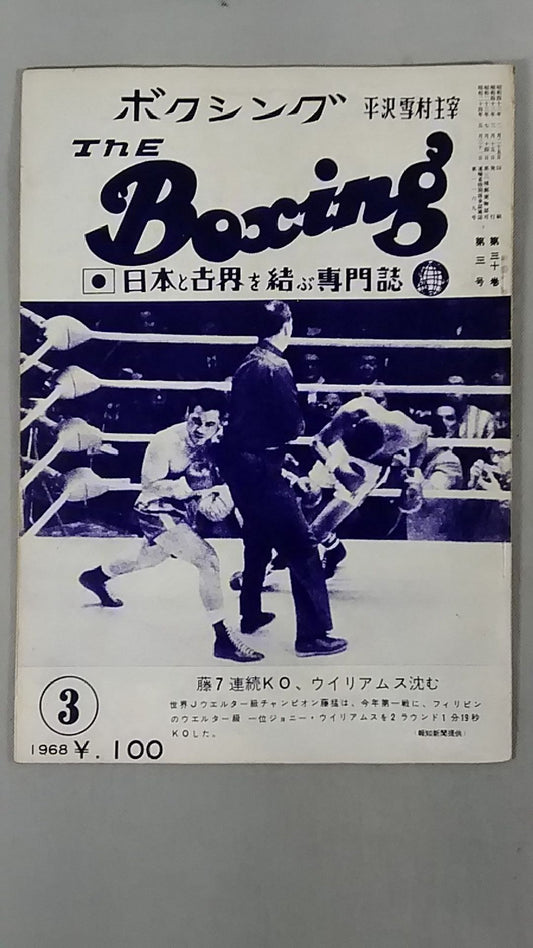 ボクシング 平沢雪村主宰
The
Boxing
日本と世界を結ぶ専門誌
第三十巻
第三号
藤7連続KO、ウイリアムス沈む
世界Jウエルター級チャンピオン藤猛は、今年第一戦に、フィリピン
のウエルター級 一位ジョニー・ウイリアムスを2ラウンド1分19秒
KOした。
(報知新聞提供)
3
1968 ¥.100